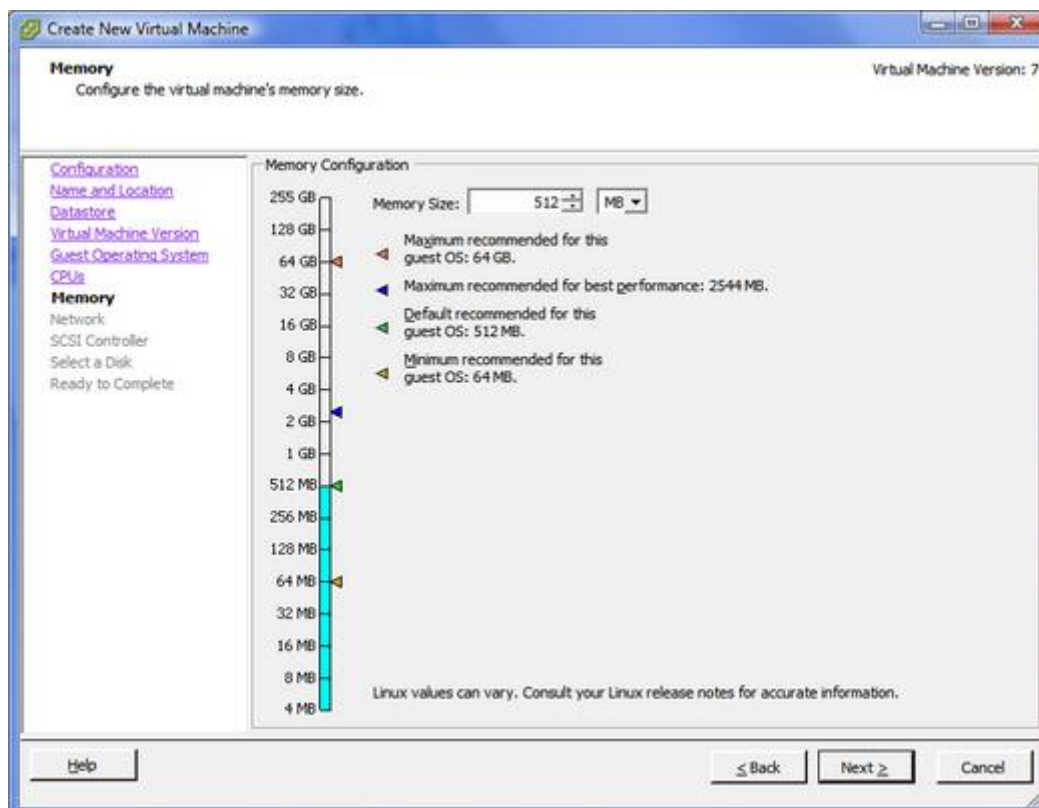 Create New Virtual Machine
Memory
Configure the virtual machine's memory size.
Virtual Machine Version: 7
Configuration
Name and Location
Datastore
Virtual Machine Version
Guest Operating System
CPUs
Memory
Network
SCSI Controller
Select a Disk
Ready to Complete
Memory Configuration
255 GB
128 GB
64 GB
32 GB
16 GB
8 GB
4 GB
2 GB
1 GB
512 MB
256 MB
128 MB
64 MB
32 MB
16 MB
8 MB
4 MB
Memory Size: 512 MB
Maximum recommended for this
guest OS: 64 GB.
Maximum recommended for best performance: 2544 MB.
Default recommended for this
guest OS: 512 MB.
Minimum recommended for this
guest OS: 64 MB.
Linux values can vary. Consult your Linux release notes for accurate information.
Help
≤ Back
Next ≥
Cancel